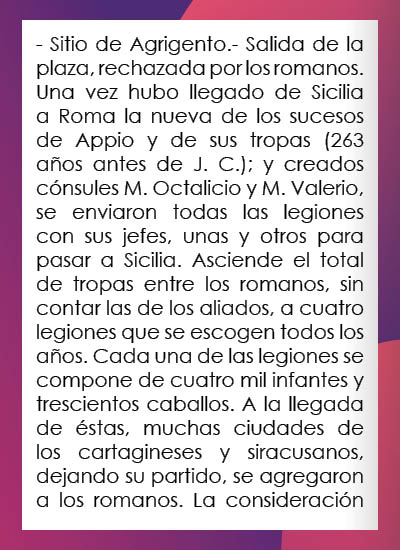 - Sitio de Agrigento.- Salida de la
plaza, rechazada por los romanos.
Una vez hubo llegado de Sicilia
a Roma la nueva de los sucesos
de Appio y de sus tropas (263
años antes de J. C.); y creados
cónsules M. Octalicio y M. Valerio,
se enviaron todas las legiones
con sus jefes, unas y otros para
pasar a Sicilia. Asciende el total
de tropas entre los romanos, sin
contar las de los aliados, a cuatro
legiones que se escogen todos los
años. Cada una de las legiones se
compone de cuatro mil infantes y
trescientos caballos. A la llegada
de éstas, muchas ciudades de
los cartagineses y siracusanos,
dejando su partido, se agregaron
a los romanos. La consideración